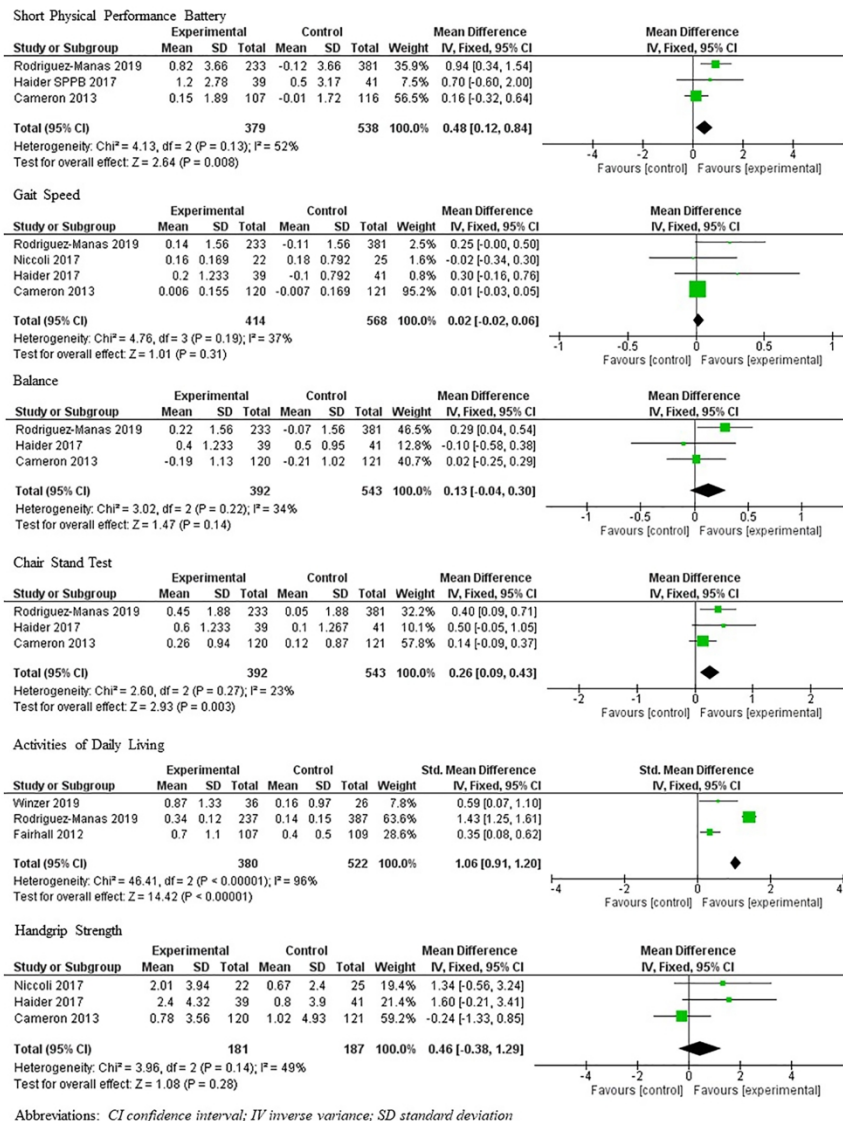 Short Physical Performance Battery
Experimental Control Mean Difference Mean Difference
Study or Subgroup Mean SD Total Mean SD Total Weight IV, Fixed, 95% CI IV, Fixed, 95% CI
Rodriguez-Manas 2019 0.82 3.66 233 -0.12 3.66 381 35.9% 0.94 [0.34, 1.54]
Haider SPPB 2017 1.2 2.78 39 0.5 3.17 41 7.6% 0.70 [-0.60, 2.00]
Cameron 2013 0.15 1.89 107 -0.01 1.72 116 56.5% 0.16 [-0.32, 0.64]
Total (95% CI) 379 538 100.0% 0.48 [0.12, 0.84]
Heterogeneity: Chi² = 4.13, df = 2 (P = 0.13); I² = 52%
Test for overall effect: Z = 2.64 (P = 0.008)
-4 -2 0 2 4
Favours [control] Favours [experimental]
Gait Speed
Experimental Control Mean Difference Mean Difference
Study or Subgroup Mean SD Total Mean SD Total Weight IV, Fixed, 95% CI IV, Fixed, 95% CI
Rodriguez-Manas 2019 0.14 1.56 233 -0.11 1.56 381 2.5% 0.25 [-0.00, 0.50]
Niccoli 2017 0.16 0.169 22 0.18 0.792 25 1.6% -0.02 [-0.34, 0.30]
Haider 2017 0.2 1.233 39 -0.1 0.792 41 0.8% 0.30 [-0.16, 0.76]
Cameron 2013 0.006 0.155 120 -0.007 0.169 121 95.2% 0.01 [-0.03, 0.05]
Total (95% CI) 414 568 100.0% 0.02 [-0.02, 0.06]
Heterogeneity: Chi² = 4.76, df = 3 (P = 0.19); I² = 37%
Test for overall effect: Z = 1.01 (P = 0.31)
-1 -0.5 0 0.5 1
Favours [control] Favours [experimental]
Balance
Experimental Control Mean Difference Mean Difference
Study or Subgroup Mean SD Total Mean SD Total Weight IV, Fixed, 95% CI IV, Fixed, 95% CI
Rodriguez-Manas 2019 0.22 1.56 233 -0.07 1.56 381 46.5% 0.29 [0.04, 0.54]
Haider 2017 0.4 1.233 39 0.5 0.95 41 12.8% -0.10 [-0.58, 0.38]
Cameron 2013 -0.19 1.13 120 -0.21 1.02 121 40.7% 0.02 [-0.25, 0.29]
Total (95% CI) 392 543 100.0% 0.13 [-0.04, 0.30]
Heterogeneity: Chi² = 3.02, df = 2 (P = 0.22); I² = 34%
Test for overall effect: Z = 1.47 (P = 0.14)
-1 -0.5 0 0.5 1
Favours [control] Favours [experimental]
Chair Stand Test
Experimental Control Mean Difference Mean Difference
Study or Subgroup Mean SD Total Mean SD Total Weight IV, Fixed, 95% CI IV, Fixed, 95% CI
Rodriguez-Manas 2019 0.45 1.88 233 0.05 1.88 381 32.2% 0.40 [0.09, 0.71]
Haider 2017 0.6 1.233 39 0.1 1.267 41 10.1% 0.50 [-0.05, 1.05]
Cameron 2013 0.26 0.94 120 0.12 0.87 121 57.8% 0.14 [-0.09, 0.37]
Total (95% CI) 392 543 100.0% 0.26 [0.09, 0.43]
Heterogeneity: Chi² = 2.60, df = 2 (P = 0.27); I² = 23%
Test for overall effect: Z = 2.93 (P = 0.003)
-2 -1 0 1 2
Favours [control] Favours [experimental]
Activities of Daily Living
Experimental Control Std. Mean Difference Std. Mean Difference
Study or Subgroup Mean SD Total Mean SD Total Weight IV, Fixed, 95% CI IV, Fixed, 95% CI
Winzer 2019 0.87 1.33 36 0.16 0.97 26 7.8% 0.59 [0.07, 1.10]
Rodriguez-Manas 2019 0.34 0.12 237 0.14 0.15 387 63.6% 1.43 [1.25, 1.61]
Fairhall 2012 0.7 1.1 107 0.4 0.5 109 28.6% 0.35 [0.08, 0.62]
Total (95% CI) 380 522 100.0% 1.06 [0.91, 1.20]
Heterogeneity: Chi² = 46.41, df = 2 (P < 0.00001); I² = 96%
Test for overall effect: Z = 14.42 (P < 0.00001)
-4 -2 0 2 4
Favours [control] Favours [experimental]
Handgrip Strength
Experimental Control Mean Difference Mean Difference
Study or Subgroup Mean SD Total Mean SD Total Weight IV, Fixed, 95% CI IV, Fixed, 95% CI
Niccoli 2017 2.01 3.94 22 0.67 2.4 25 19.4% 1.34 [-0.56, 3.24]
Haider 2017 2.4 4.32 39 0.8 3.9 41 21.4% 1.60 [-0.21, 3.41]
Cameron 2013 0.78 3.56 120 1.02 4.93 121 59.2% -0.24 [-1.33, 0.85]
Total (95% CI) 181 187 100.0% 0.46 [-0.38, 1.29]
Heterogeneity: Chi² = 3.96, df = 2 (P = 0.14); I² = 49%
Test for overall effect: Z = 1.08 (P = 0.28)
-4 -2 0 2 4
Favours [control] Favours [experimental]
Abbreviations: CI confidence interval; IV inverse variance; SD standard deviation